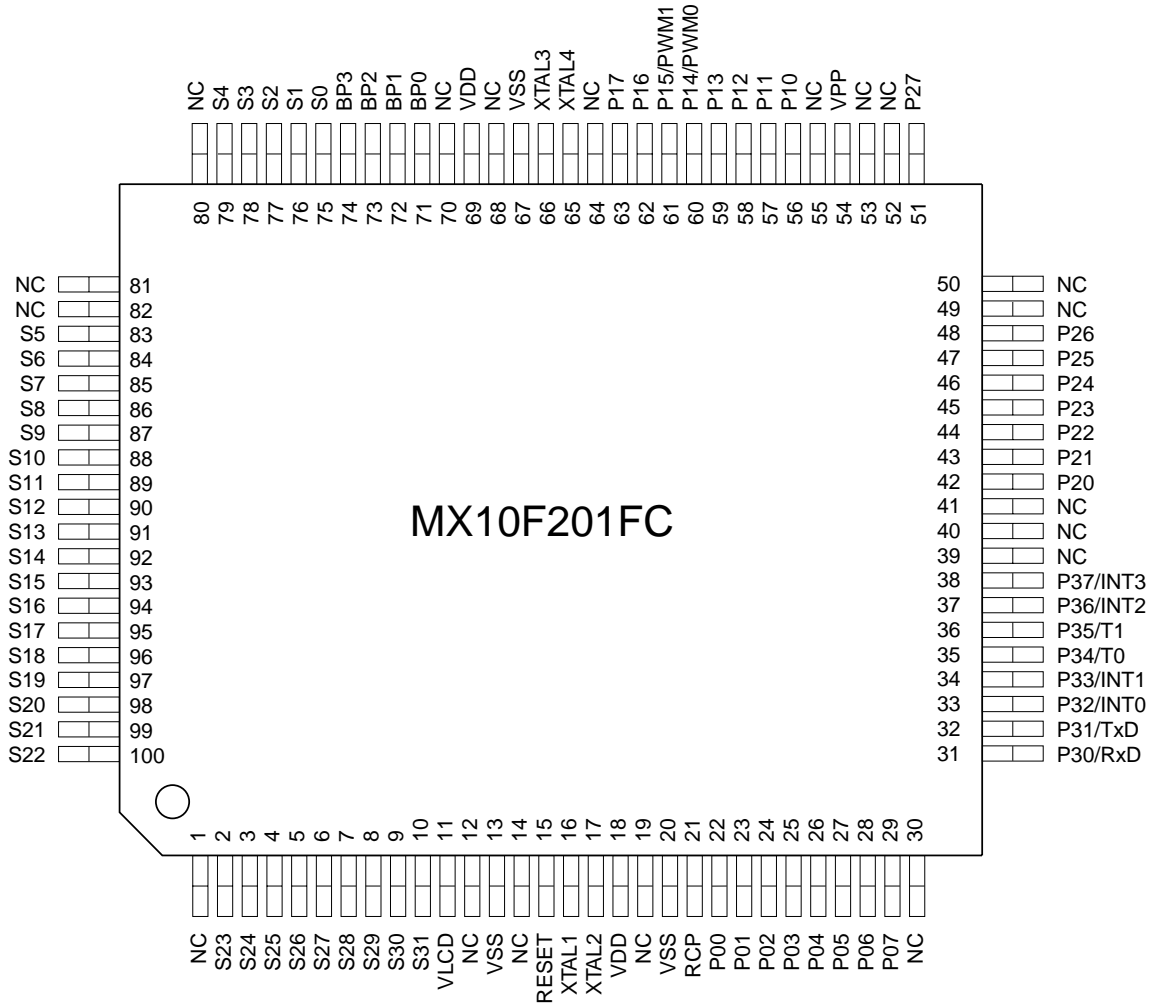 NC S4 S3 S2 S1 S0 BP3 BP2 BP1 BP0 NC VDD NC VSS XTAL3 XTAL4 NC P17 P16 P15/PWM1 P14/PWM0 P13 P12 P11 P10 NC VPP NC NC P27
80 79 78 77 76 75 74 73 72 71 70 69 68 67 66 65 64 63 62 61 60 59 58 57 56 55 54 53 52 51
NC 81 50 NC
NC 82 49 NC
S5 83 48 P26
S6 84 47 P25
S7 85 46 P24
S8 86 45 P23
S9 87 44 P22
S10 88 43 P21
S11 89 42 P20
S12 90 41 NC
MX10F201FC
S13 91 40 NC
S14 92 39 NC
S15 93 38 P37/INT3
S16 94 37 P36/INT2
S17 95 36 P35/T1
S18 96 35 P34/T0
S19 97 34 P33/INT1
S20 98 33 P32/INT0
S21 99 32 P31/TxD
S22 100 31 P30/RxD
1 2 3 4 5 6 7 8 9 10 11 12 13 14 15 16 17 18 19 20 21 22 23 24 25 26 27 28 29 30
NC S23 S24 S25 S26 S27 S28 S29 S30 S31 VLCD NC VSS NC RESET XTAL1 XTAL2 VDD NC VSS RCP P00 P01 P02 P03 P04 P05 P06 P07 NC